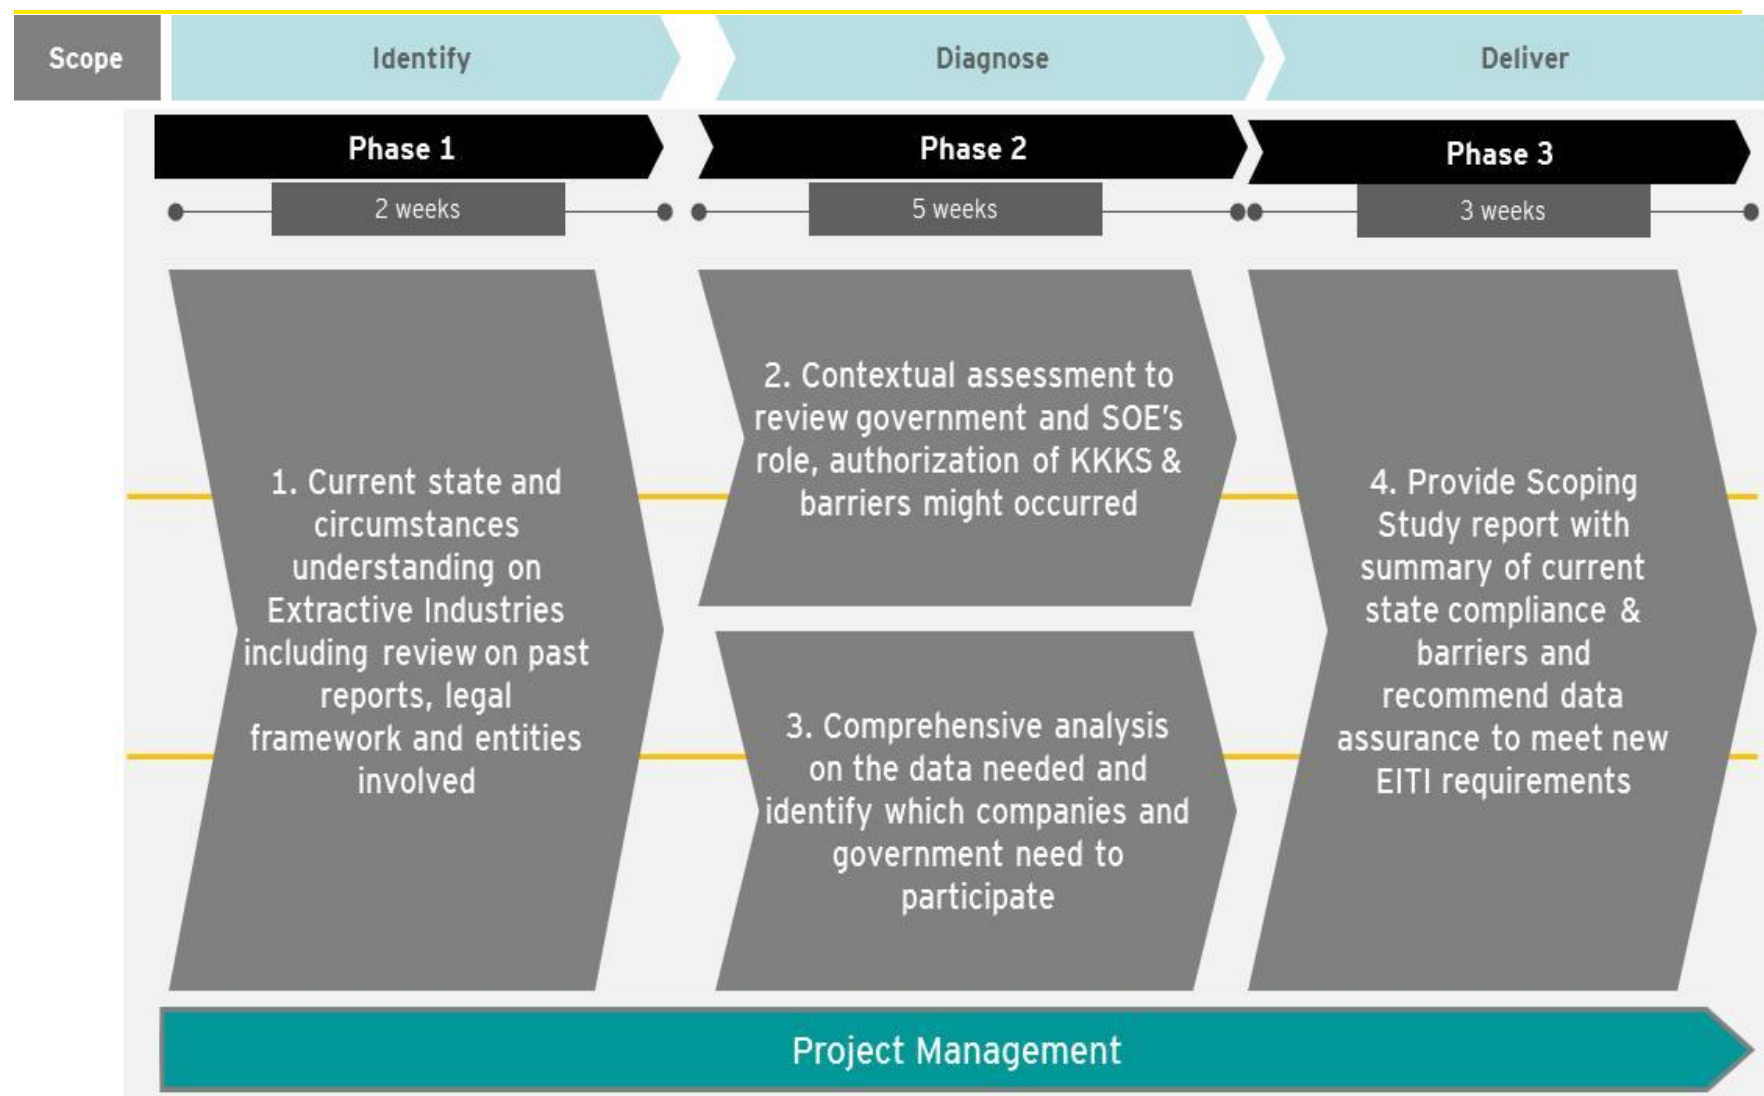 Scope
Identify
Diagnose
Deliver
Phase 1
Phase 2
Phase 3
2 weeks
5 weeks
3 weeks
1. Current state and
circumstances
understanding on
Extractive Industries
including review on past
reports, legal
framework and entities
involved
2. Contextual assessment to
review government and SOE's
role, authorization of KKKS &
barriers might occurred
3. Comprehensive analysis
on the data needed and
identify which companies and
government need to
participate
4. Provide Scoping
Study report with
summary of current
state compliance &
barriers and
recommend data
assurance to meet new
EITI requirements
Project Management